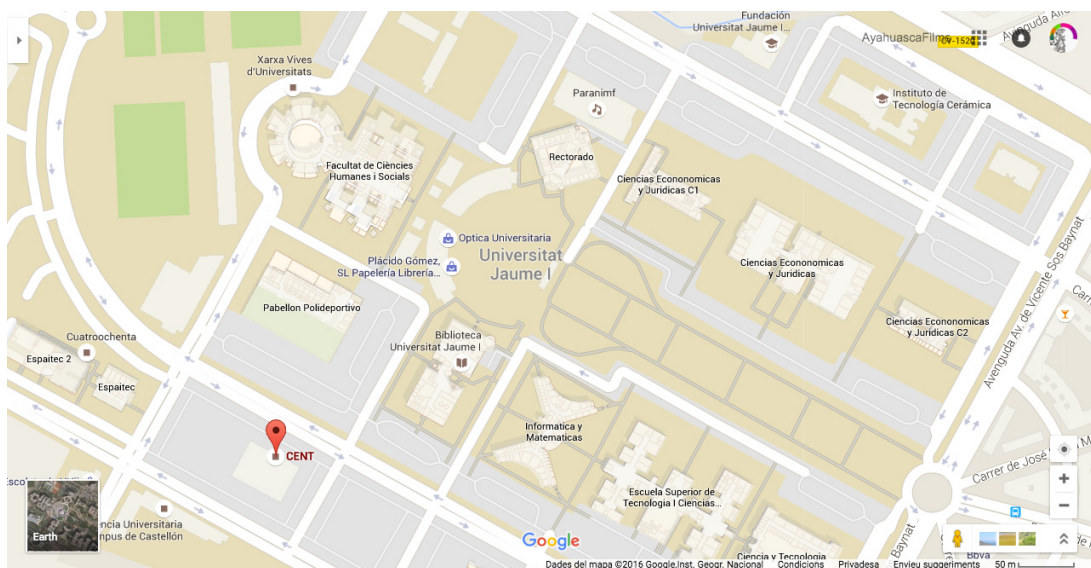 Fundación
Universitat Jaume I...
AyahuascaFilms
CV-1520
Xarxa Vives
d'Universitats
Paranimf
Instituto de
Tecnología Cerámica
Rectorado
Facultat de Ciències
Humanes i Socials
Ciencias Econonomicas
y Juridicas C1
Optica Universitaria
Universitat
Jaume I
Plácido Gómez,
SL Papelería Librería...
Ciencias Econonomicas
y Juridicas
Avenguda Av. de Vicente Sos Baynat
Pabellon Polideportivo
Ciencias Econonomicas
y Juridicas C2
Cuatroochenta
Biblioteca
Universitat Jaume I
Espaitec 2
Espaitec
Informatica y
Matematicas
CENT
Carrer de José
Escuela Superior de
Tecnologia I Ciencias...
Earth
encia Universitaria
mpus de Castellón
Google
Ciencia y Tecnologia
Baynat
Bbva
Dades del mapa ©2016 Google,Inst. Geogr. Nacional
Condicions
Privadesa
Envieu suggeriments
50 m